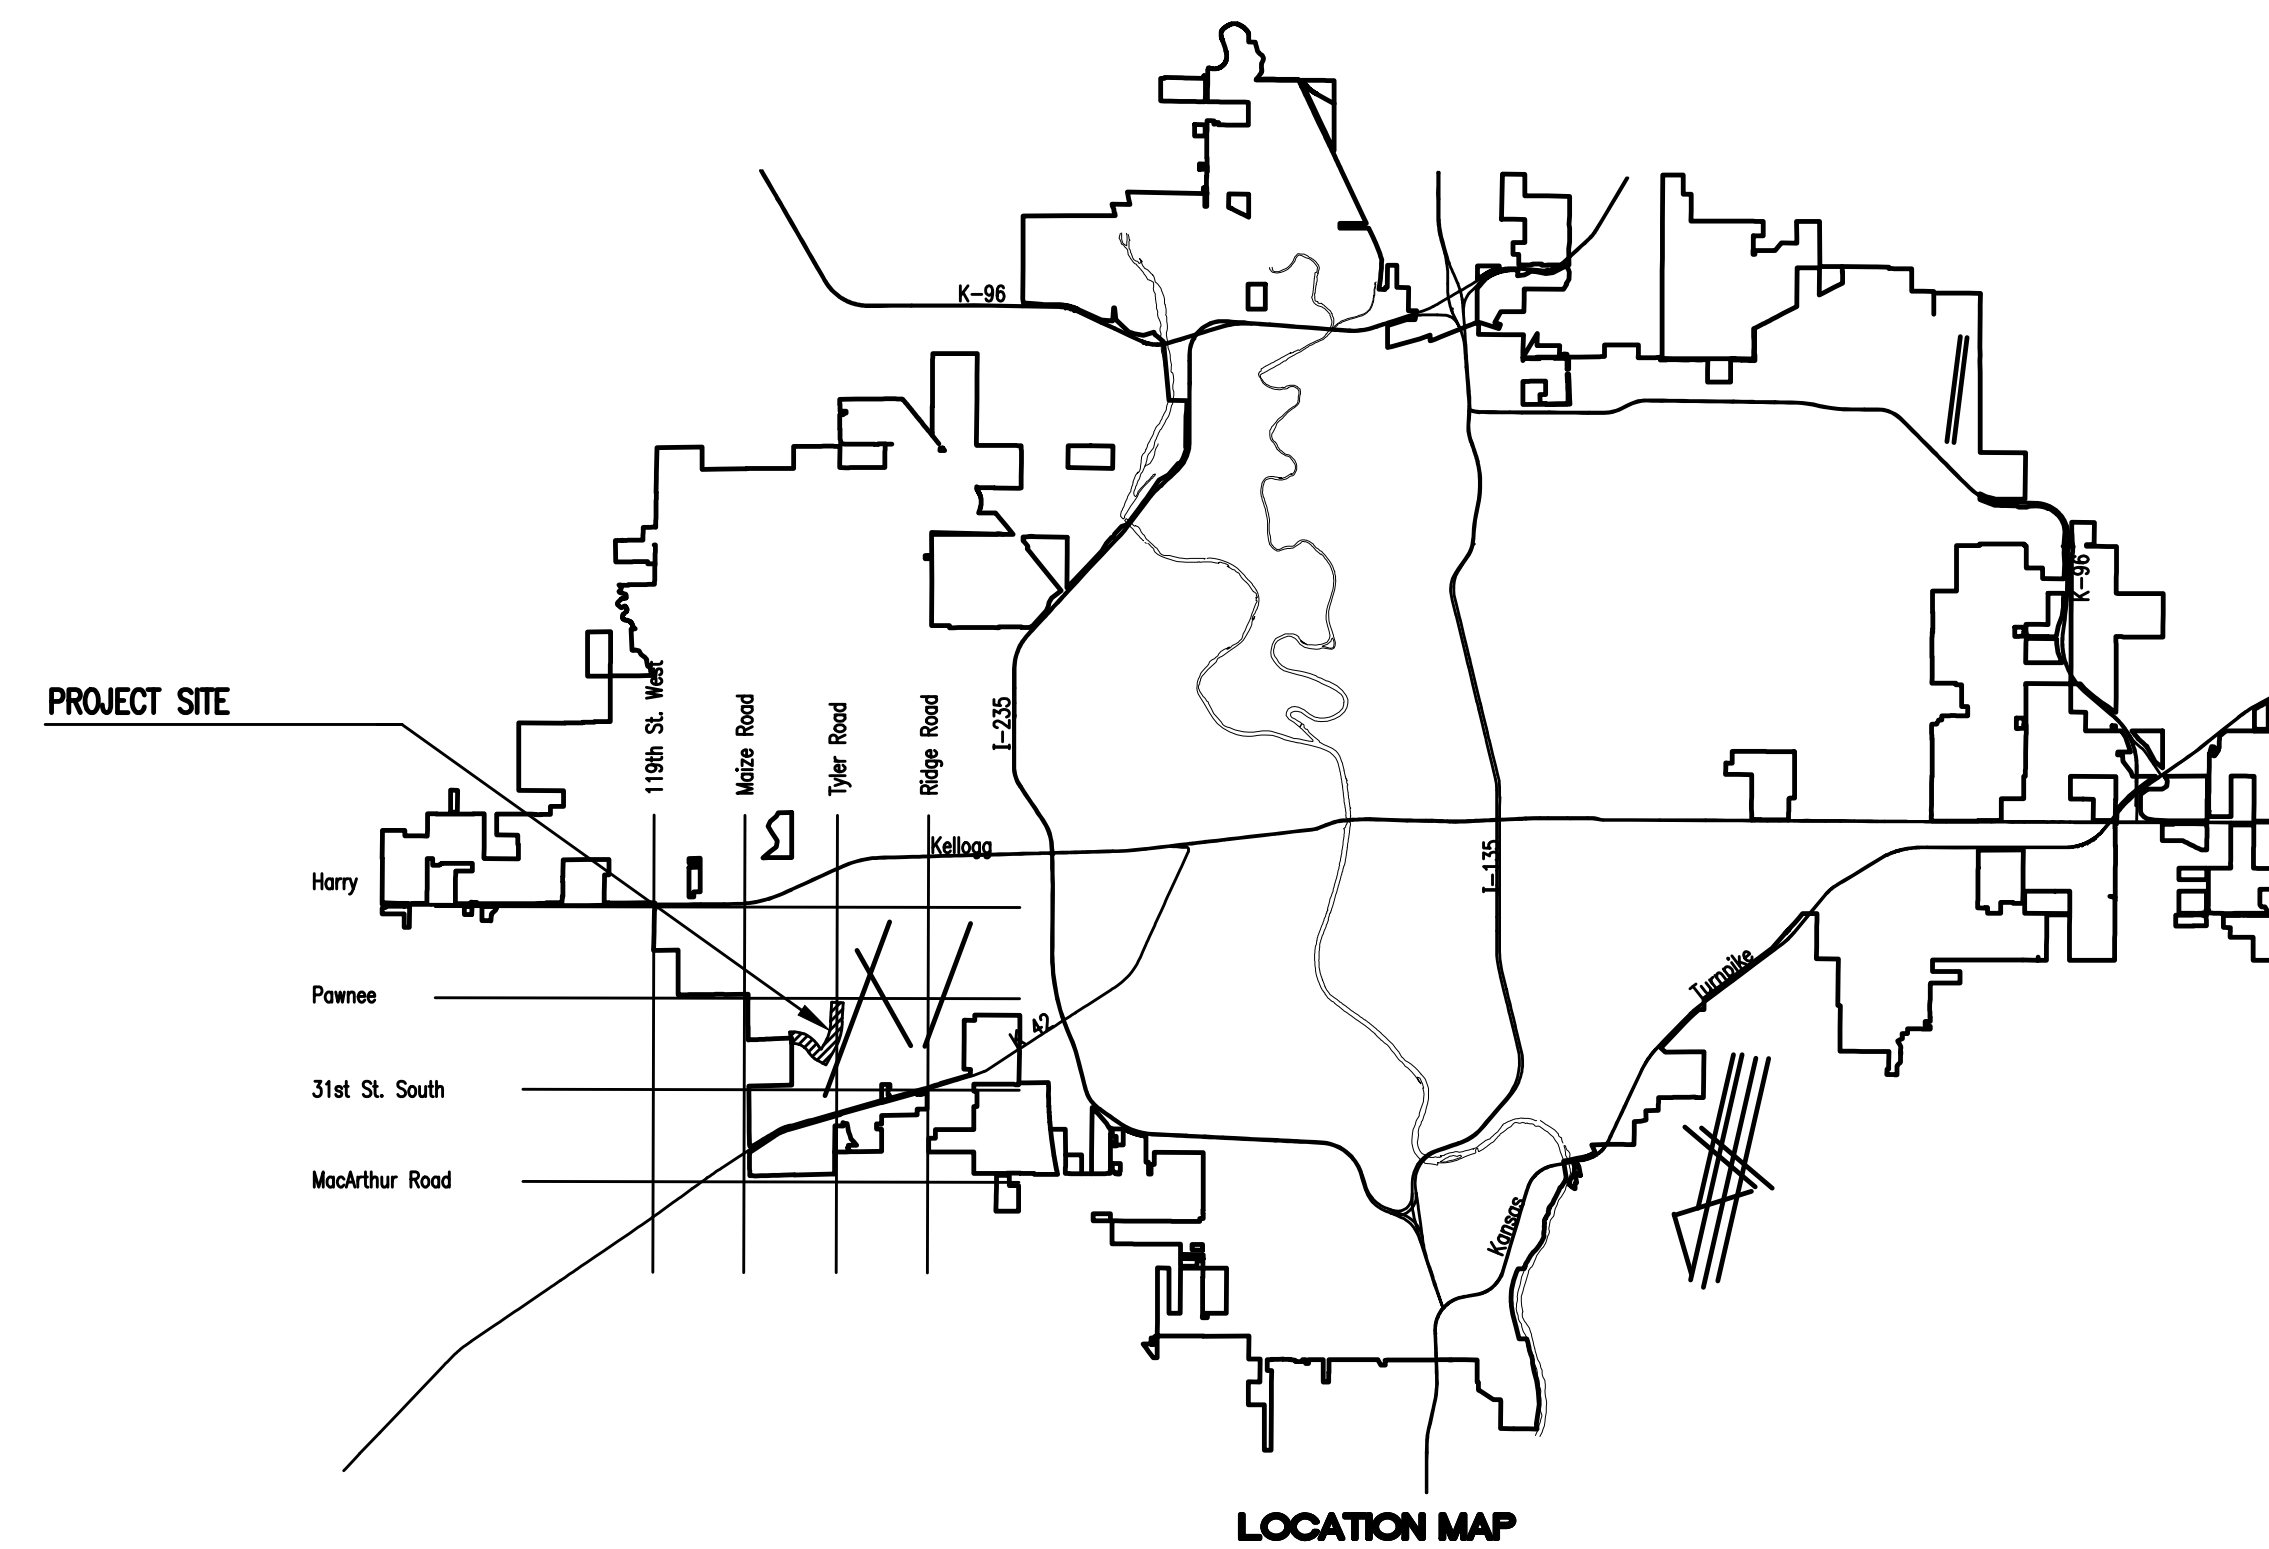 K-96
K-96
PROJECT SITE
119th St. West
Maize Road
Tyler Road
Ridge Road
I-235
Kellogg
I-135
Harry
Turnpike
Pawnee
K 42
31st St. South
MacArthur Road
Kansas
LOCATION MAP